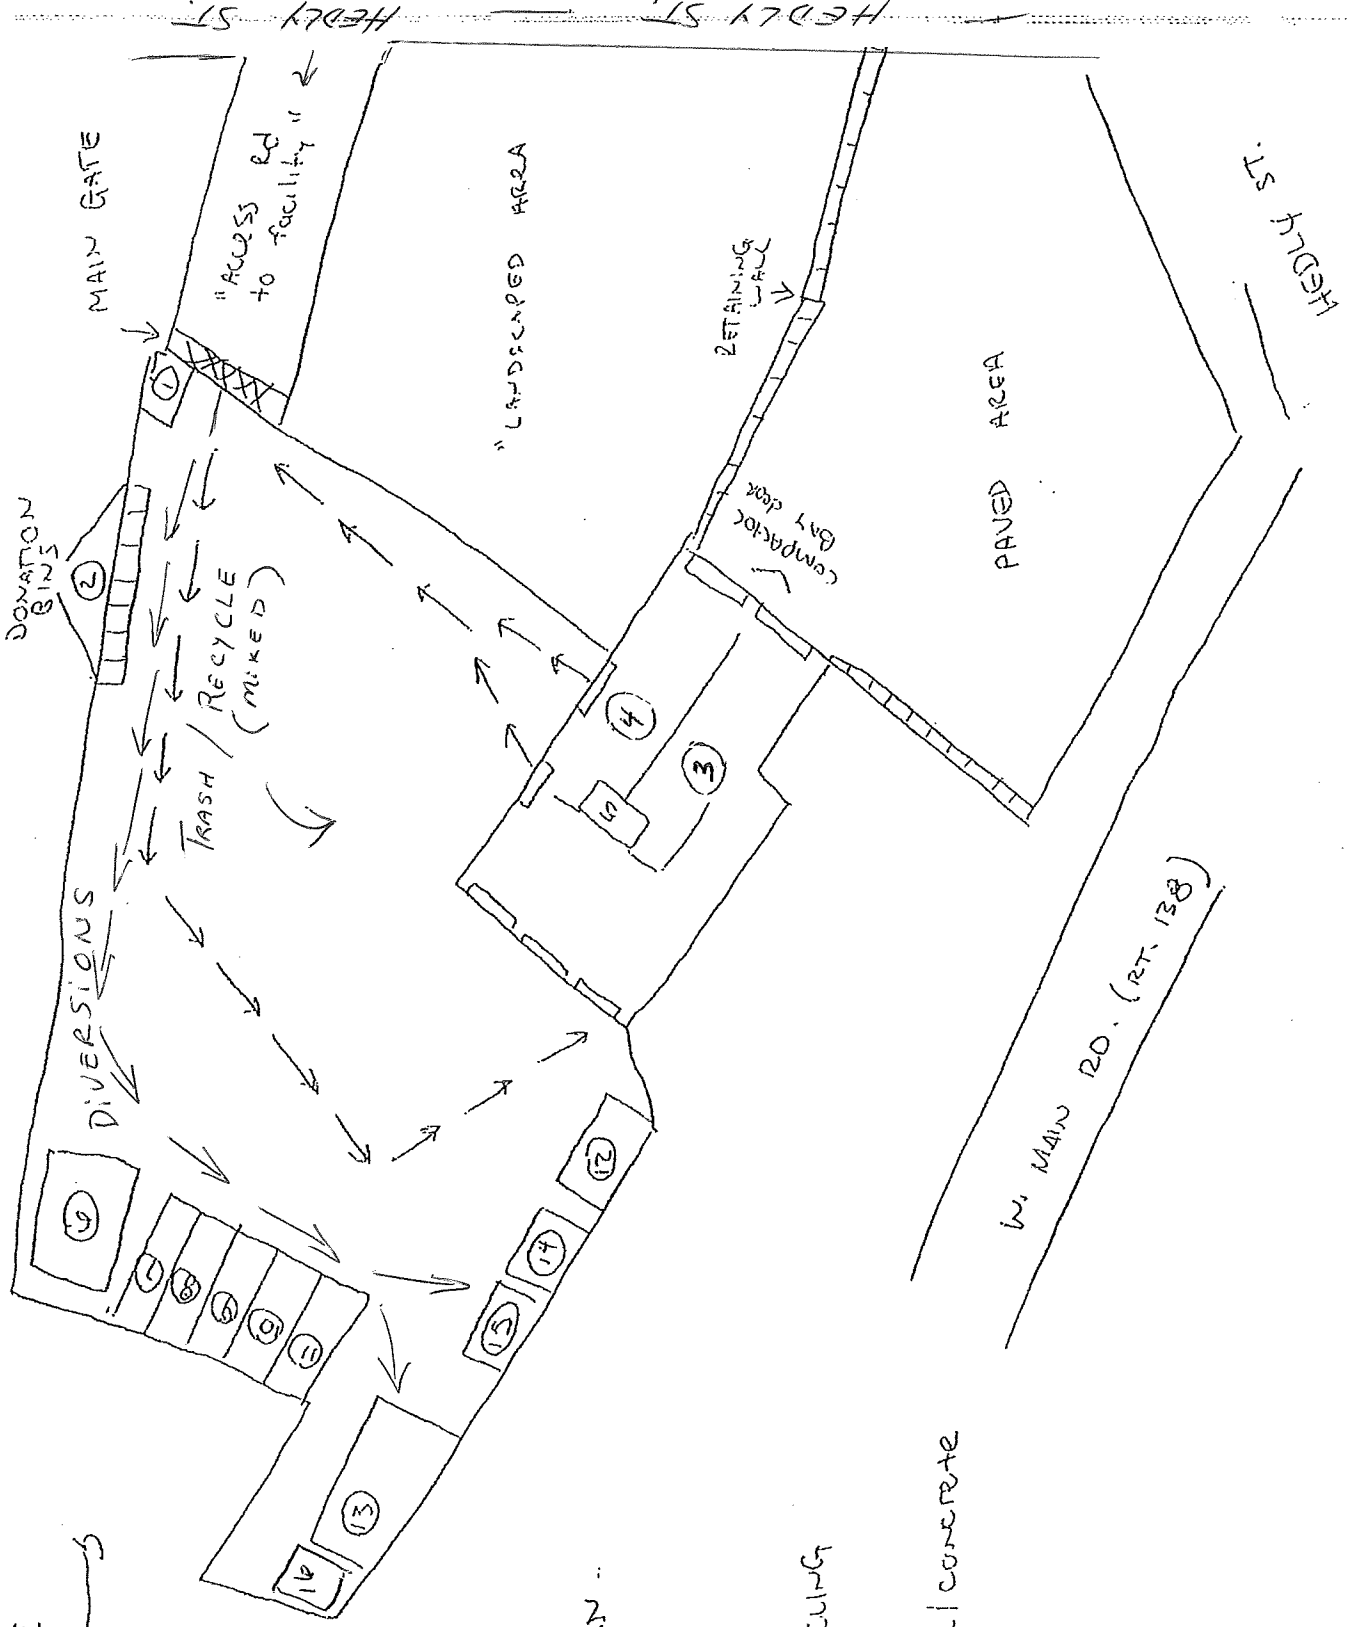 HEDLY ST.
HEDLY ST.
MAIN GATE
"ACCESS Rd
to facility"
"LANDSCAPED AREA
RETAINING
WALL
PAVED AREA
HEDLY ST.
DONATION
BINS
COMPACTOR
BAY door
TRASH / RECYCLE
(MIXED)
DIVERSIONS
W. MAIN RD. (RT. 138)
1
2
3
4
5
6
7
8
9
10
11
12
14
15
13
16
N.
CLING
concrete